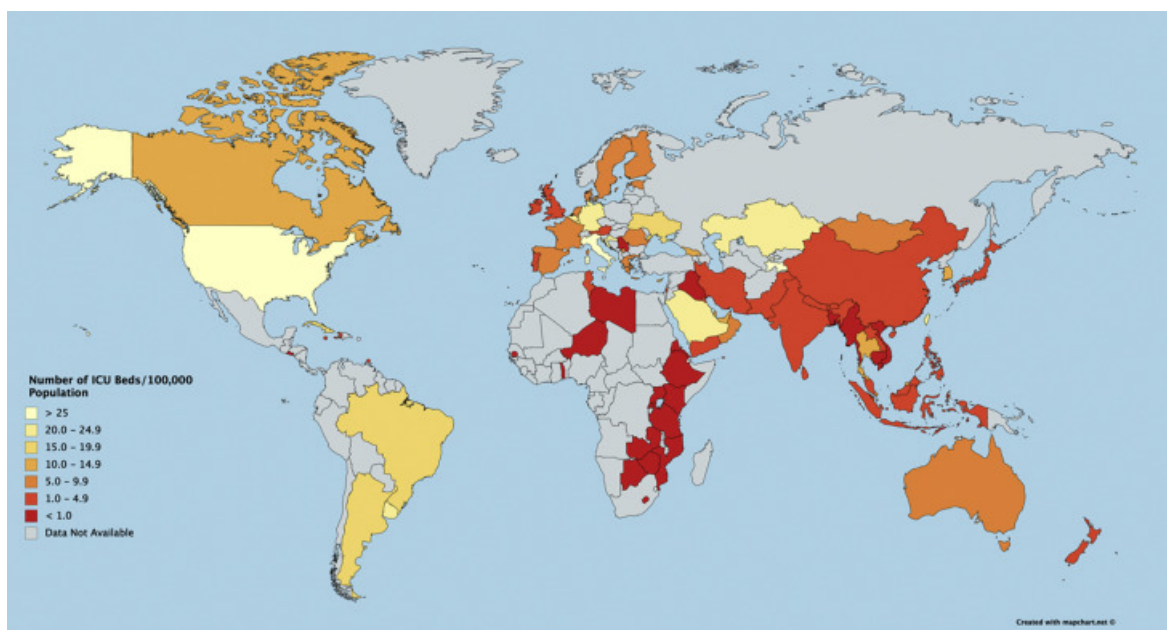 Number of ICU Beds/100,000
Population
> 25
20.0 - 24.9
15.0 - 19.9
10.0 - 14.9
5.0 - 9.9
1.0 - 4.9
< 1.0
Data Not Available
Created with mapchart.net ©